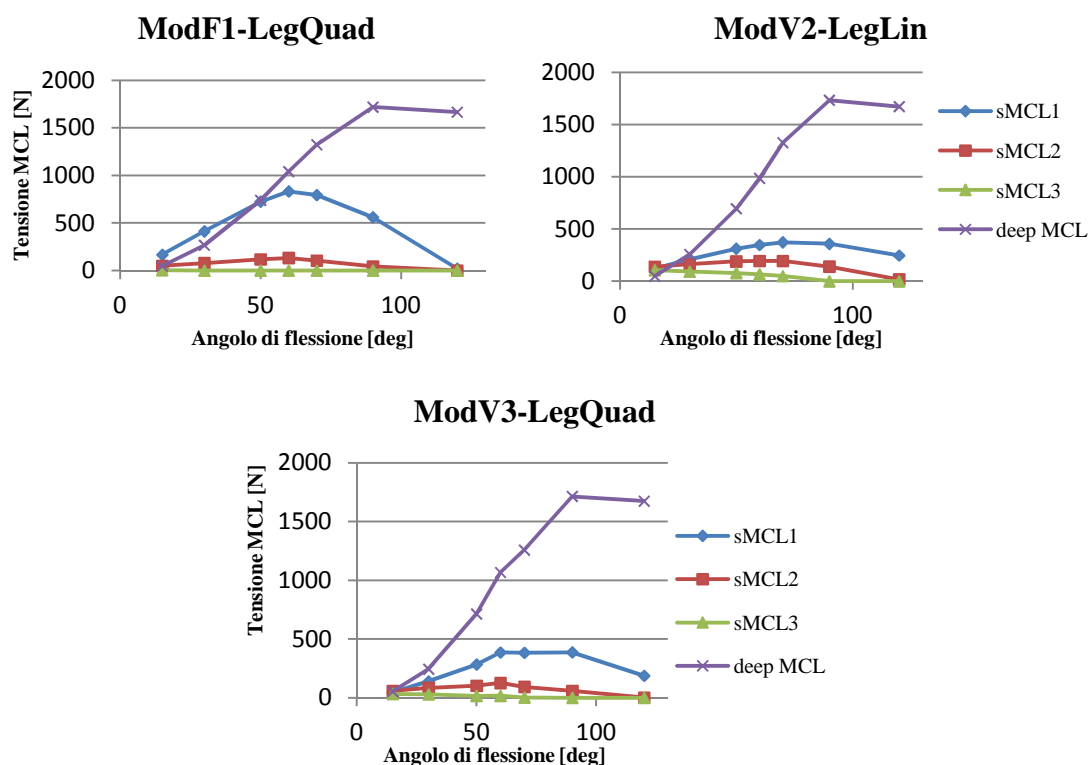 ModF1-LegQuad
Tensione MCL [N]
2000
1500
1000
500
0
0
50
100
Angolo di flessione [deg]
ModV2-LegLin
2000
1500
1000
500
0
0
100
Angolo di flessione [deg]
sMCL1
sMCL2
sMCL3
deep MCL
ModV3-LegQuad
Tensione MCL [N]
2000
1500
1000
500
0
0
50
100
Angolo di flessione [deg]
sMCL1
sMCL2
sMCL3
deep MCL